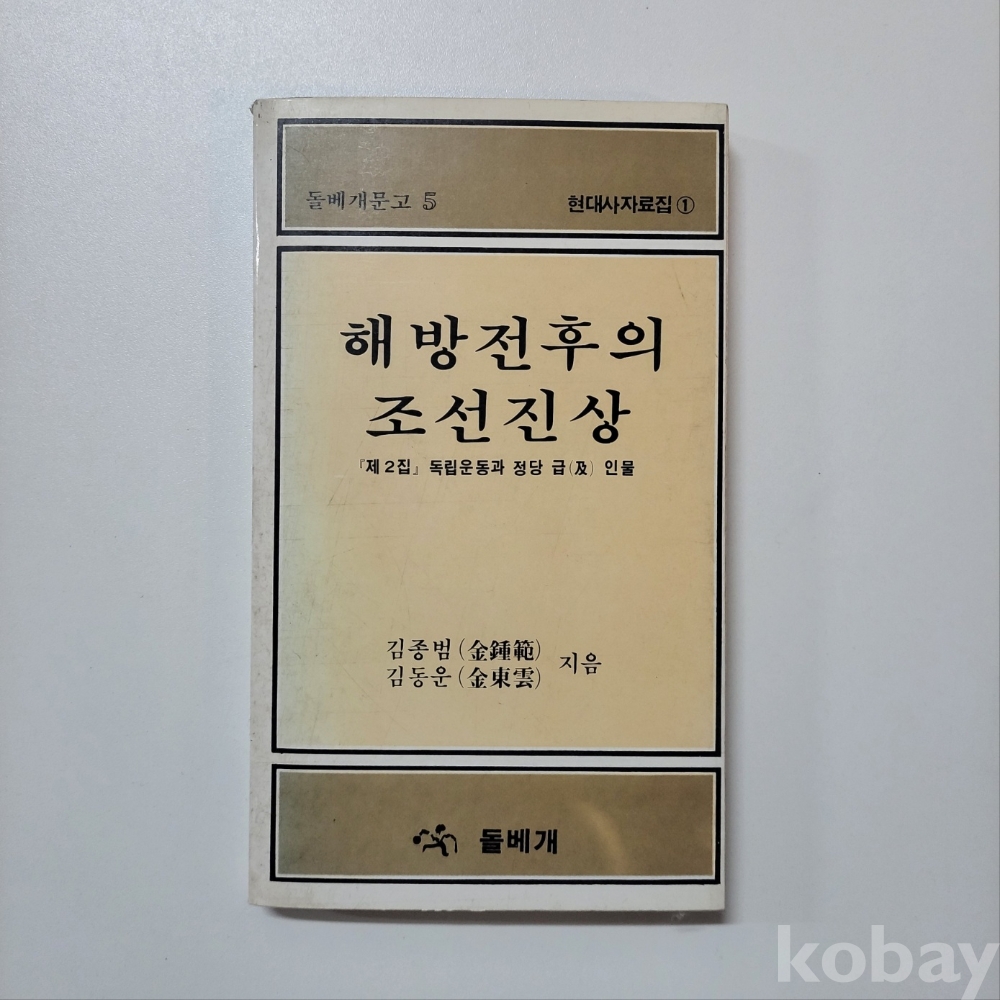 돌베개문고 5
현대사자료집①
해방전후의
조선진상
『제2집』 독립운동과 정당 급(及) 인물
김종범(金鍾範)
김동운(金東雲)
지음
돌베개
kobay